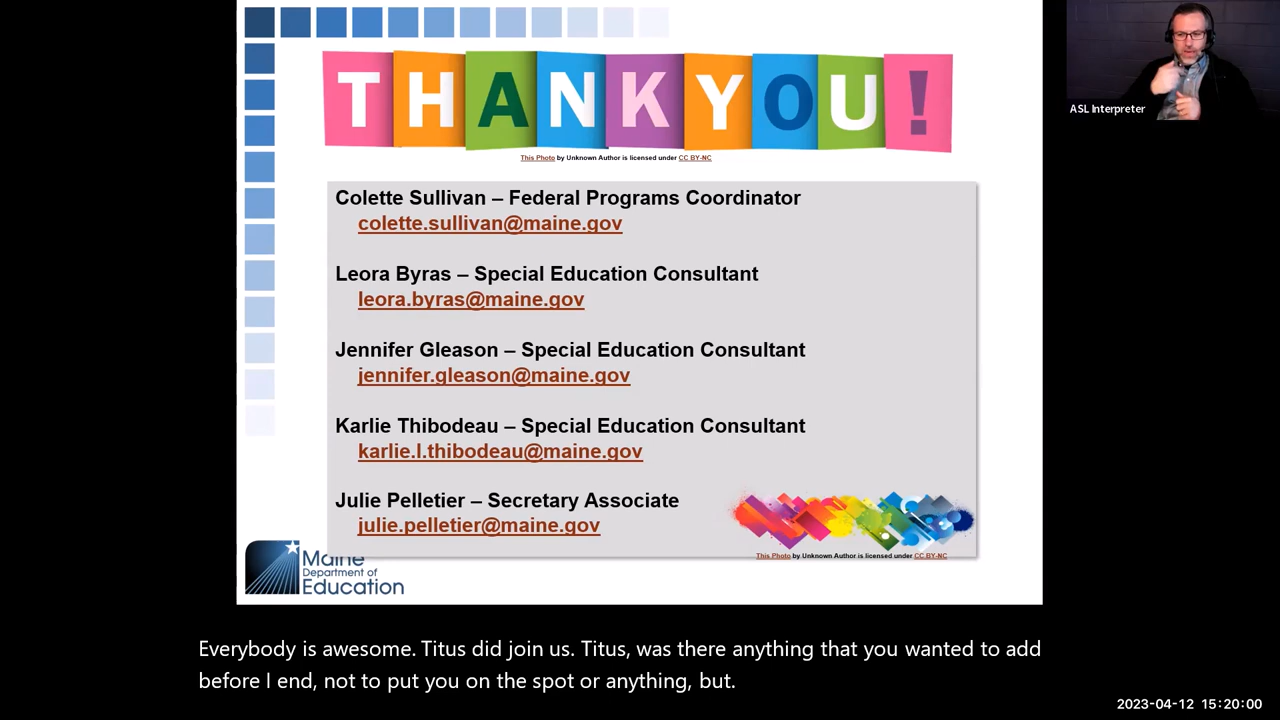 THANKYOU!
This Photo by Unknown Author is licensed under CC BY-NC
ASL Interpreter
Colette Sullivan – Federal Programs Coordinator
colette.sullivan@maine.gov
Leora Byras – Special Education Consultant
leora.byras@maine.gov
Jennifer Gleason – Special Education Consultant
jennifer.gleason@maine.gov
Karlie Thibodeau – Special Education Consultant
karlie.l.thibodeau@maine.gov
Julie Pelletier – Secretary Associate
julie.pelletier@maine.gov
This Photo by Unknown Author is licensed under CC BY-NC
Maine
Department of
Education
Everybody is awesome. Titus did join us. Titus, was there anything that you wanted to add
before I end, not to put you on the spot or anything, but.
2023-04-12 15:20:00